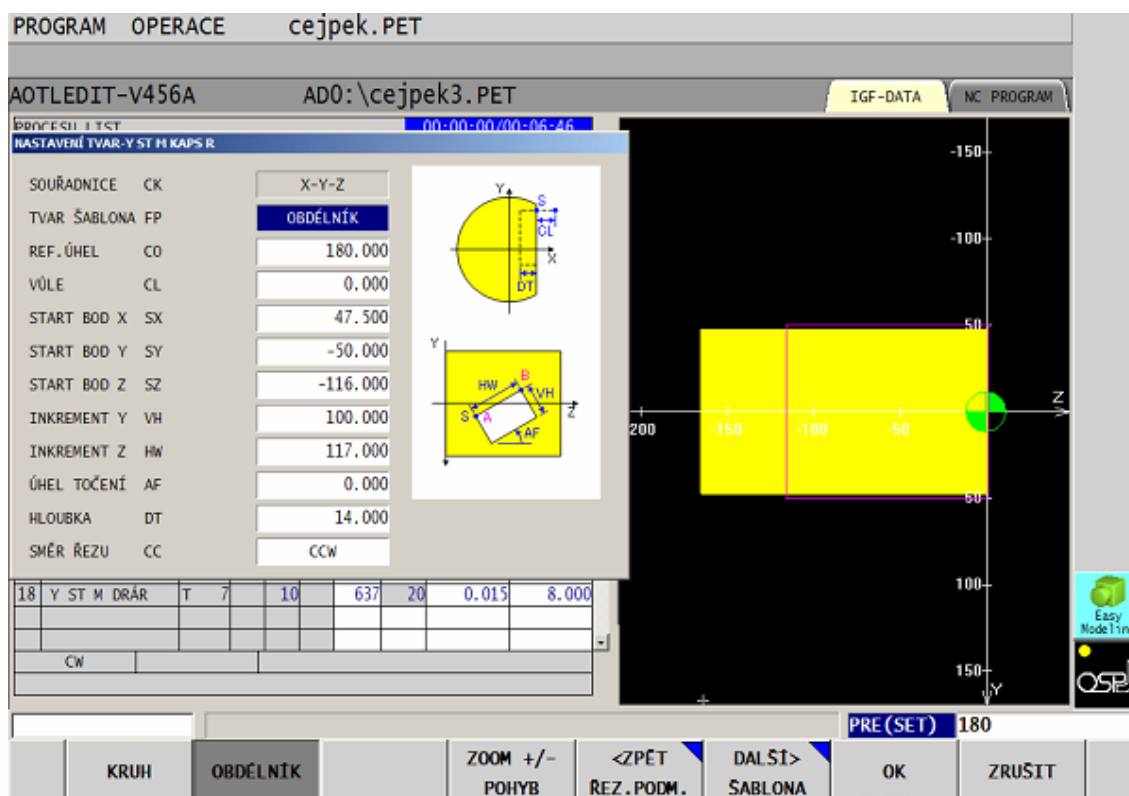 PROGRAM OPERACE cejpek.PET
AOTLEDIT-V456A AD0:\cejpek3.PET IGF-DATA NC PROGRAM
PROCESU LIST 00:00:00/00:06:46
NASTAVENÍ TVAR-Y ST M KAPS R
SOUŘADNICE CK X-Y-Z
TVAR ŠABLONA FP OBDÉLNÍK
REF.ÚHEL CO 180.000
VŮLE CL 0.000
START BOD X SX 47.500
START BOD Y SY -50.000
START BOD Z SZ -116.000
INKREMENT Y VH 100.000
INKREMENT Z HW 117.000
ÚHEL TOČENÍ AF 0.000
HLOUBKA DT 14.000
SMĚR ŘEZU CC CCW
Y
S
CL
X
DT
Y
HW B VH
S A Z
AF
-150
-100
50
Z
200 -150 -100 -50
50
100
150
Y
18 Y ST M DRÁR T 7 10 637 20 0.015 8.000
CW
Easy
Modelin
OSP
PRE(SET) 180
KRUH OBDÉLNÍK ZOOM +/- POHYB <ZPĚT ŘEZ.PODM. DALŠÍ> ŠABLONA OK ZRUŠIT